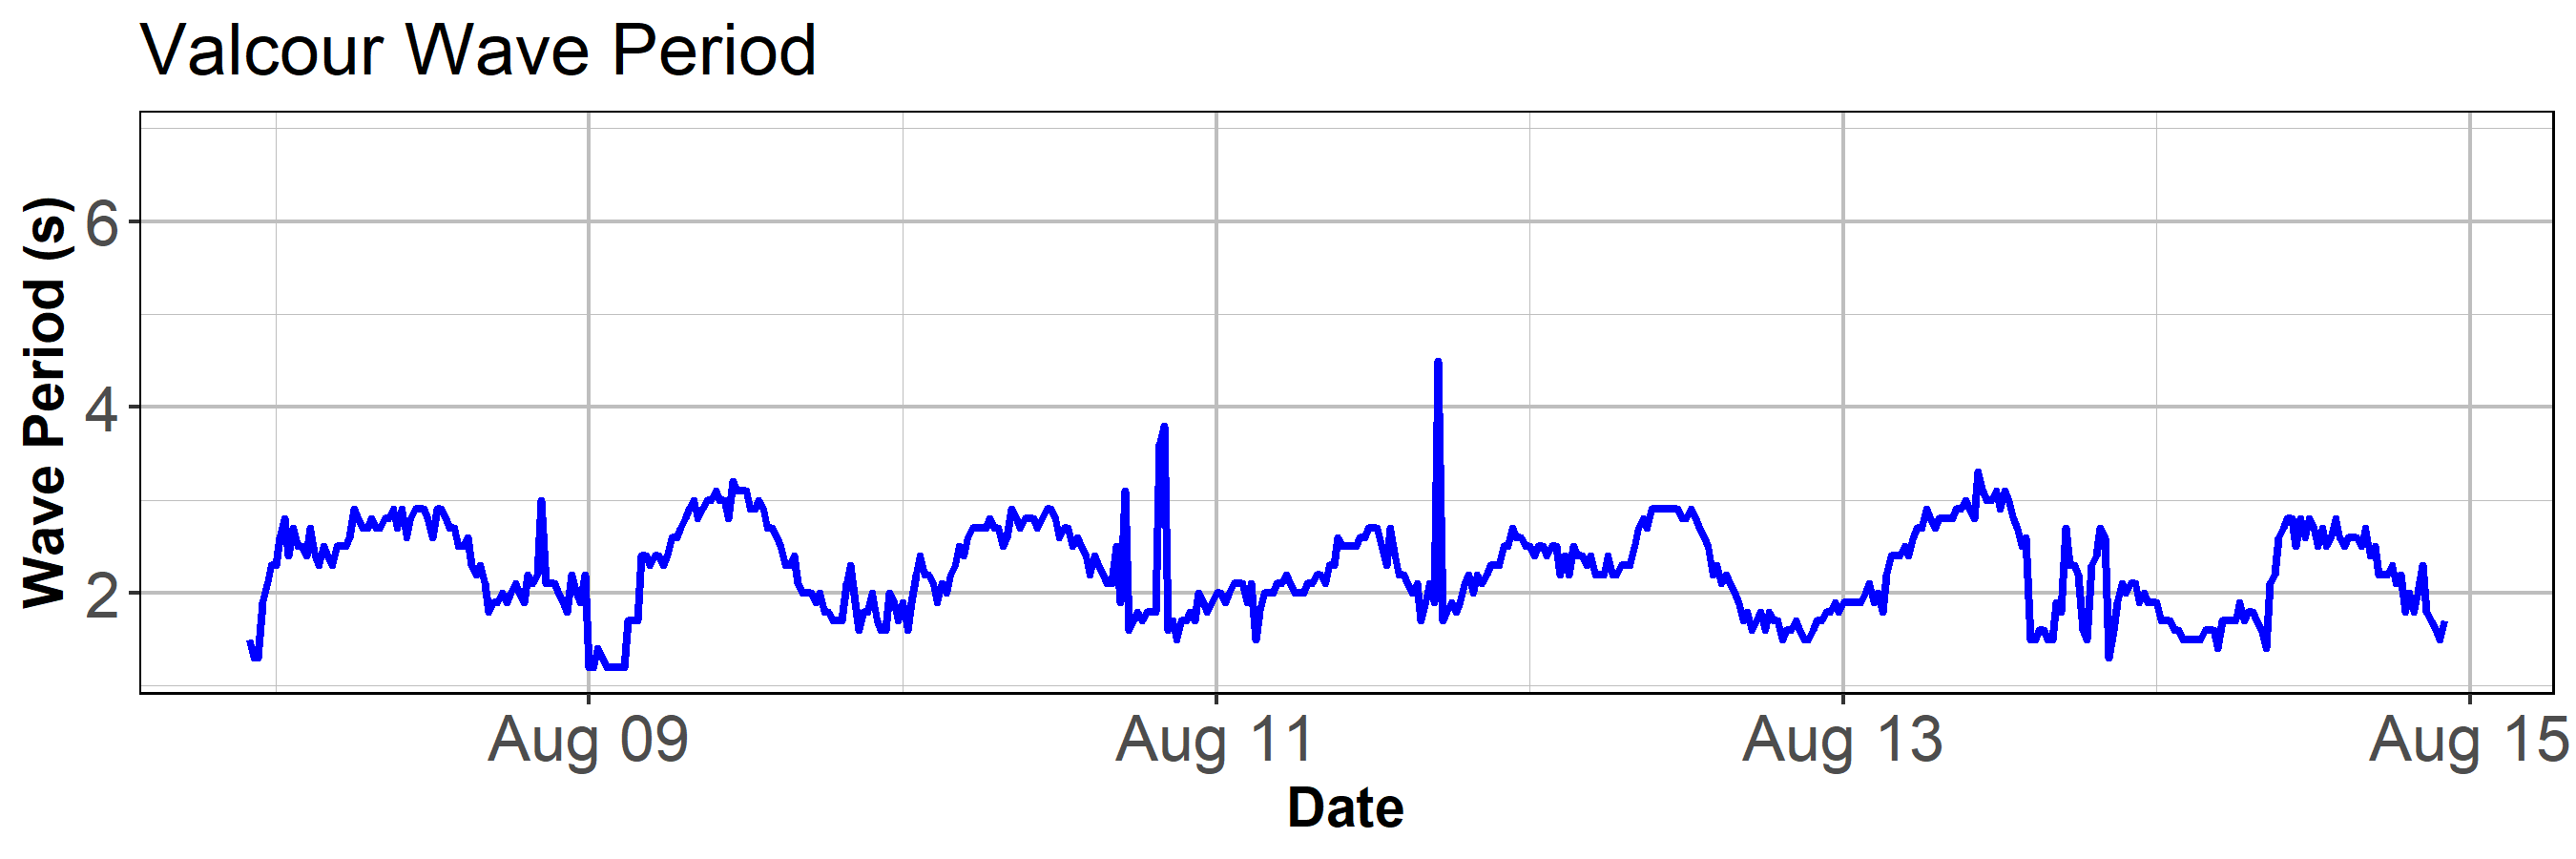 Valcour Wave Period
Wave Period (s)
6
4
2
Aug 09 Aug 11 Aug 13 Aug 15
Date